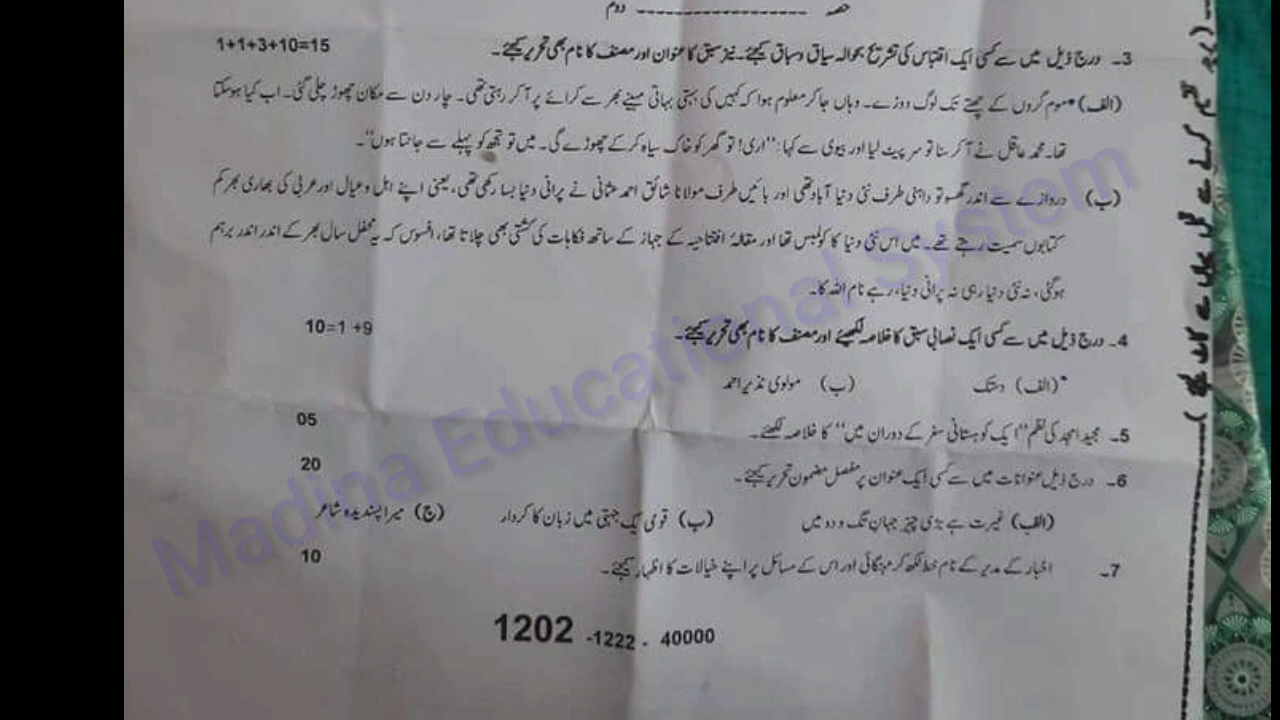 حصہ ------------------ دوم
3۔ درج ذیل میں سے کسی ایک اقتباس کی تشریح بحوالہ سیاق و سباق کیجئے۔ نیز سبق کا عنوان اور مصنف کا نام بھی تحریر کیجئے۔ 1+1+3+10=15
(الف) موم گروں کے چھتے تک لوگ دوڑے۔ وہاں جا کر معلوم ہوا کہ کہیں کی بہتی بہاتی مہینے بھر سے کرائے پر آ کر رہتی تھی۔ چار دن سے مکان چھوڑ چلی گئی۔ اب کیا ہو سکتا
تھا۔ محمد عاقل نے آ کر سنا تو سر پیٹ لیا اور بیوی سے کہا: "اری! تو گھر کو خاک سیاہ کر کے چھوڑے گی۔ میں تو تجھ کو پہلے سے جانتا ہوں"۔
(ب) دروازے سے اندر گھسو تو داہنی طرف نئی دنیا آباد تھی اور بائیں طرف مولانا شائق احمد عثمانی نے پرانی دنیا بسا رکھی تھی، یعنی اپنے اہل و عیال اور عربی کی بھاری بھرکم
کتابوں سمیت رہتے تھے۔ میں اس نئی دنیا کا کولمبس تھا اور مقالۂ افتتاحیہ کے جہاز کے ساتھ فکاہات کی کشتی بھی چلاتا تھا، افسوس کہ یہ محفل سال بھر کے اندر اندر برہم
ہو گئی، نہ نئی دنیا رہی نہ پرانی دنیا، رہے نام اللہ کا۔
4۔ درج ذیل میں سے کسی ایک نصابی سبق کا خلاصہ لکھیئے اور مصنف کا نام بھی تحریر کیجئے۔ 10=1 +9
(الف) دستک (ب) مولوی نذیر احمد
5۔ مجید امجد کی نظم "ایک کوہستانی سفر کے دوران میں" کا خلاصہ لکھئے۔ 05
6۔ درج ذیل عنوانات میں سے کسی ایک عنوان پر مفصل مضمون تحریر کیجئے۔ 20
(الف) غیرت ہے بڑی چیز جہانِ تگ و دو میں (ب) قومی یک جہتی میں زبان کا کردار (ج) میرا پسندیدہ شاعر
7۔ اخبار کے مدیر کے نام خط لکھ کر مہنگائی اور اس کے مسائل پر اپنے خیالات کا اظہار کیجئے۔ 10
1202 -1222 - 40000
Madina Educational System